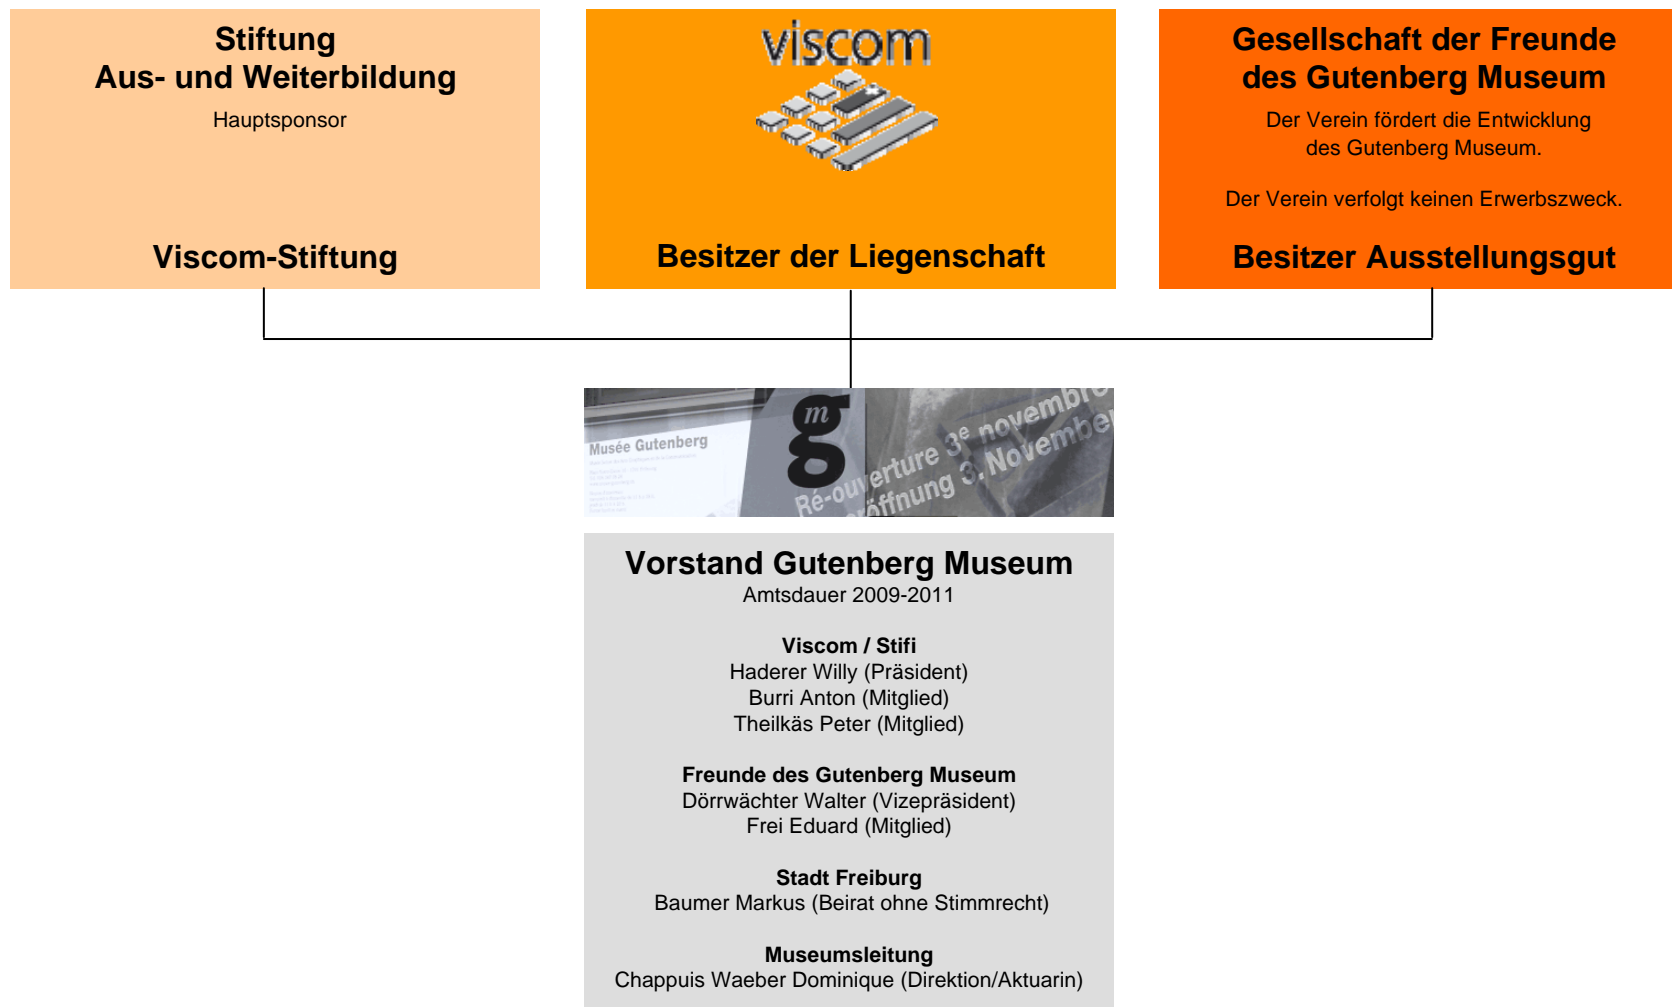 Stiftung
Aus- und Weiterbildung
Hauptsponsor
Viscom-Stiftung
viscom
Besitzer der Liegenschaft
Gesellschaft der Freunde
des Gutenberg Museum
Der Verein fördert die Entwicklung
des Gutenberg Museum.
Der Verein verfolgt keinen Erwerbszweck.
Besitzer Ausstellungsgut
Musée Gutenberg
m
g
Ré-ouverture 3e novembre
eröffnung 3. November
Vorstand Gutenberg Museum
Amtsdauer 2009-2011
Viscom / Stifi
Haderer Willy (Präsident)
Burri Anton (Mitglied)
Theilkäs Peter (Mitglied)
Freunde des Gutenberg Museum
Dörrwächter Walter (Vizepräsident)
Frei Eduard (Mitglied)
Stadt Freiburg
Baumer Markus (Beirat ohne Stimmrecht)
Museumsleitung
Chappuis Waeber Dominique (Direktion/Aktuarin)